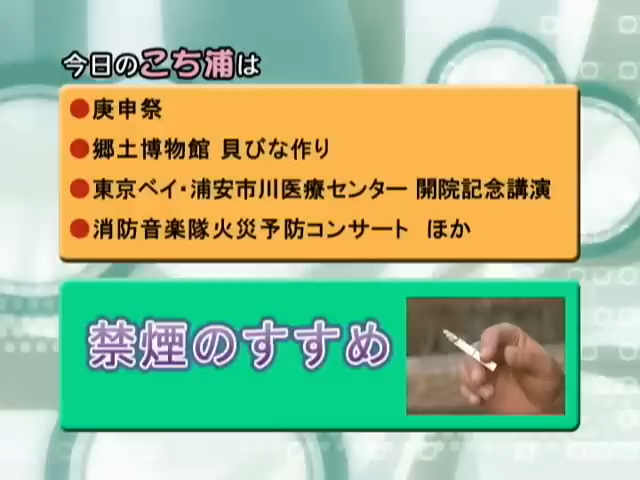 今日のこち浦は
●庚申祭
●郷土博物館 貝びな作り
●東京ベイ・浦安市川医療センター 開院記念講演
●消防音楽隊火災予防コンサート ほか
禁煙のすすめ